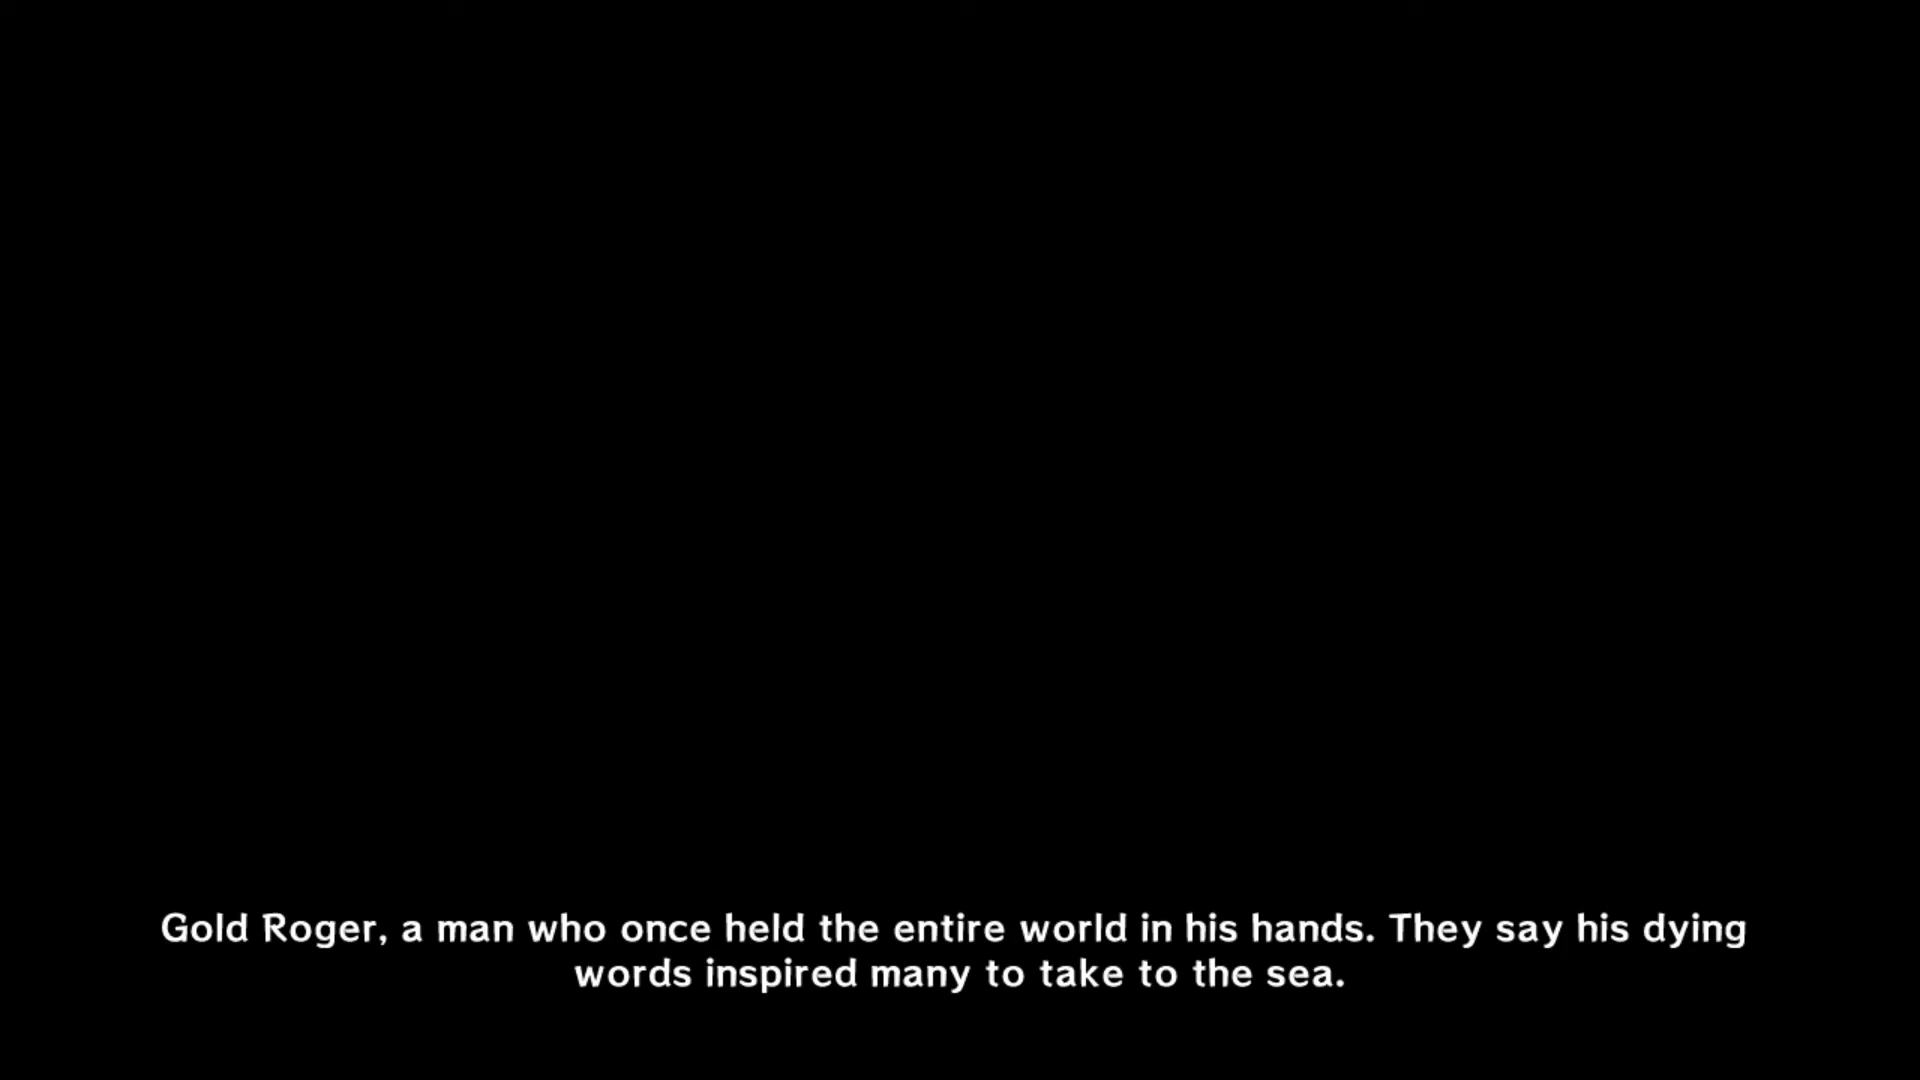 Gold Roger, a man who once held the entire world in his hands. They say his dying
words inspired many to take to the sea.